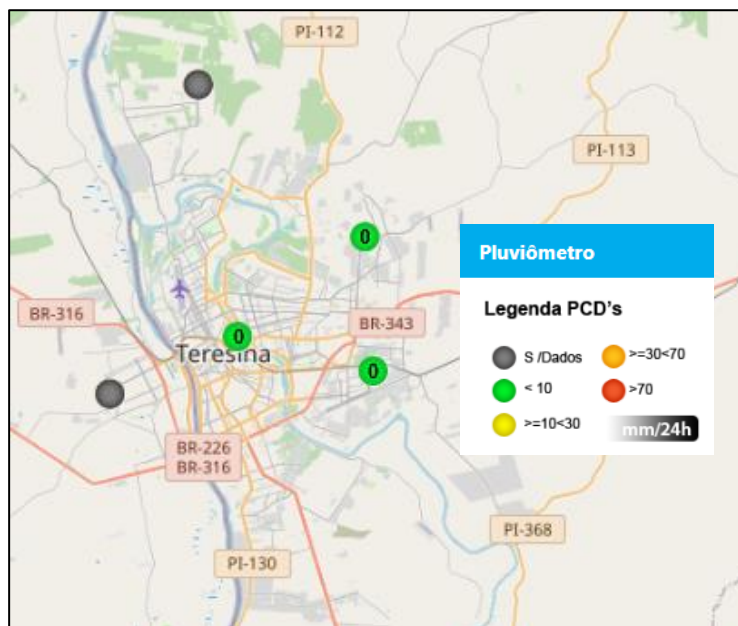 PI-112
PI-113
0
Pluviômetro
Legenda PCD's
BR-316
BR-343
0
Teresina
S /Dados
>=30<70
0
< 10
>70
>=10<30
mm/24h
BR-226
BR-316
PI-368
PI-130